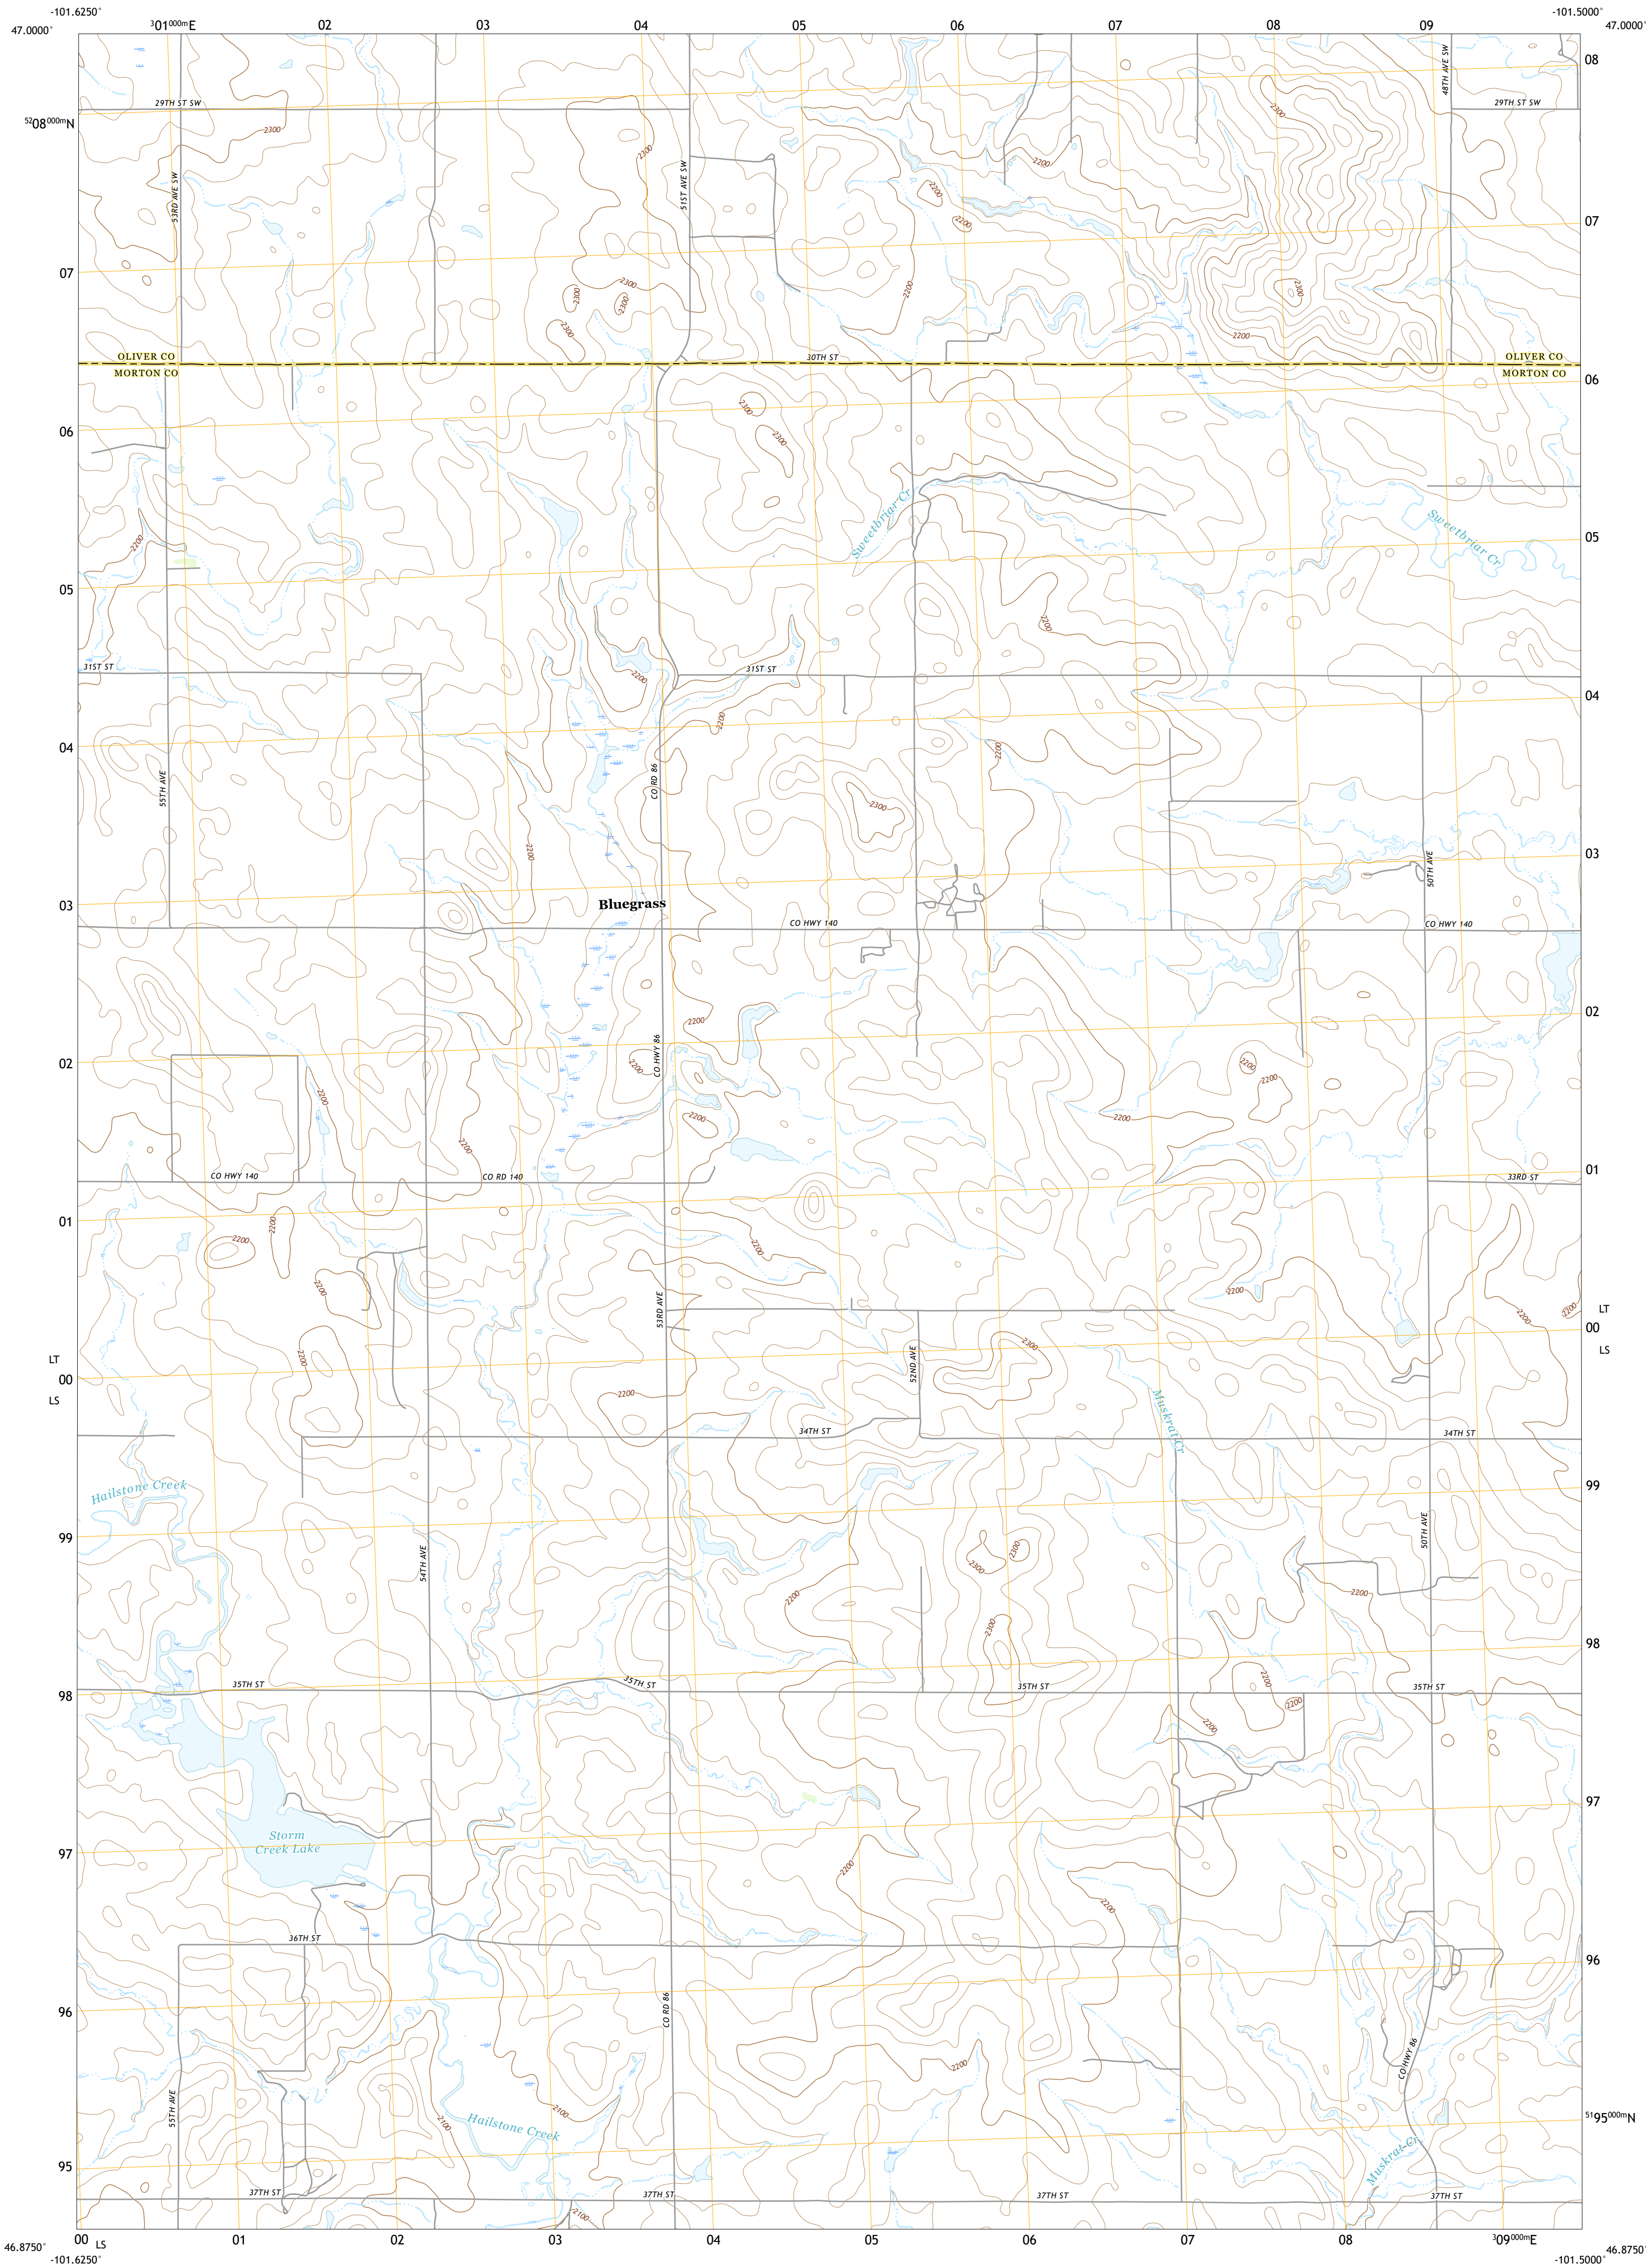 -101.6250°
-101.5000°
47.0000°
³01⁰⁰⁰ᵐE
02
03
04
05
06
07
08
09
47.0000°
08
48TH AVE SW
29TH ST SW
29TH ST SW
⁵²08⁰⁰⁰ᵐN
2300
2300
2300
2200
53RD AVE SW
51ST AVE SW
2200
2200
07
07
2300
2300
2300
2300
2200
2300
2200
OLIVER CO
MORTON CO
30TH ST
OLIVER CO
MORTON CO
06
06
2300
2300
Sweetbriar Cr
Sweetbriar Cr
2200
05
05
2200
31ST ST
31ST ST
2200
04
04
2200
2200
55TH AVE
CO RD 86
2300
2200
03
50TH AVE
03
Bluegrass
CO HWY 140
CO HWY 140
02
2200
02
CO HWY 86
2200
2200
2200
2200
2200
2200
2200
01
CO HWY 140
CO RD 140
33RD ST
01
2200
2200
2200
2200
2200
53RD AVE
2200
2200
LT
00
LS
LT
00
LS
2200
2300
52ND AVE
2200
Muskrat Cr
34TH ST
34TH ST
Hailstone Creek
99
99
50TH AVE
54TH AVE
2300
2300
2200
2200
2300
98
98
35TH ST
35TH ST
35TH ST
35TH ST
2200
2200
2200
97
Storm
Creek Lake
97
2200
2200
36TH ST
96
96
CO RD 86
2200
CO HWY 86
55TH AVE
2100
2100
Hailstone Creek
⁵¹95⁰⁰⁰ᵐN
Muskrat Cr
95
37TH ST
37TH ST
37TH ST
37TH ST
2100
00
LS
01
02
03
04
05
06
07
08
³09⁰⁰⁰ᵐE
46.8750°
46.8750°
-101.6250°
-101.5000°